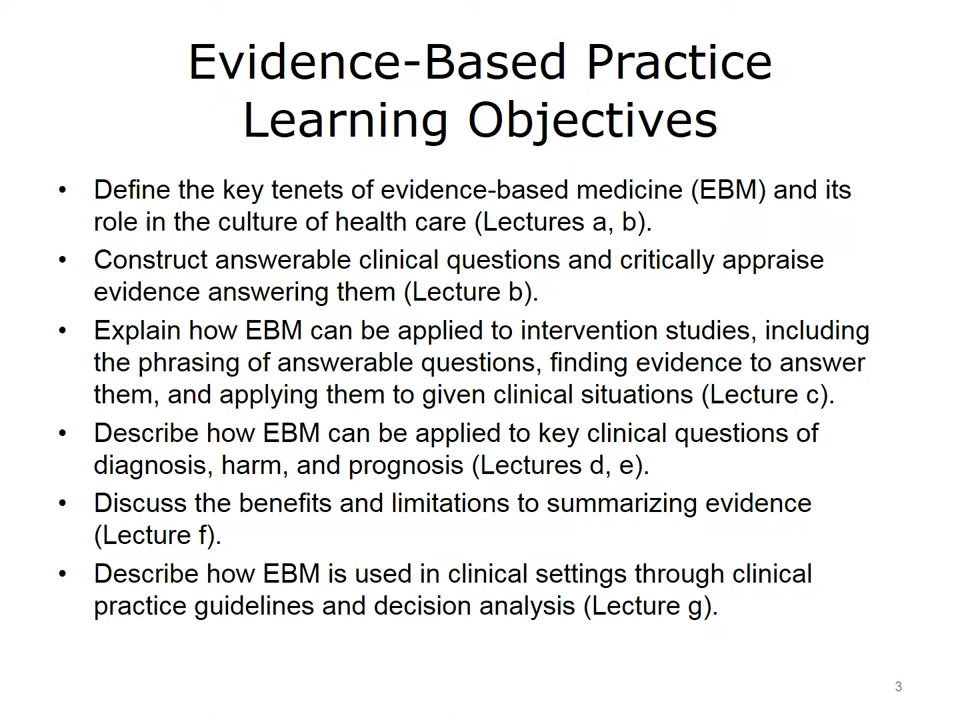 Evidence-Based Practice
Learning Objectives
• Define the key tenets of evidence-based medicine (EBM) and its
role in the culture of health care (Lectures a, b).
• Construct answerable clinical questions and critically appraise
evidence answering them (Lecture b).
• Explain how EBM can be applied to intervention studies, including
the phrasing of answerable questions, finding evidence to answer
them, and applying them to given clinical situations (Lecture c).
• Describe how EBM can be applied to key clinical questions of
diagnosis, harm, and prognosis (Lectures d, e).
• Discuss the benefits and limitations to summarizing evidence
(Lecture f).
• Describe how EBM is used in clinical settings through clinical
practice guidelines and decision analysis (Lecture g).
3